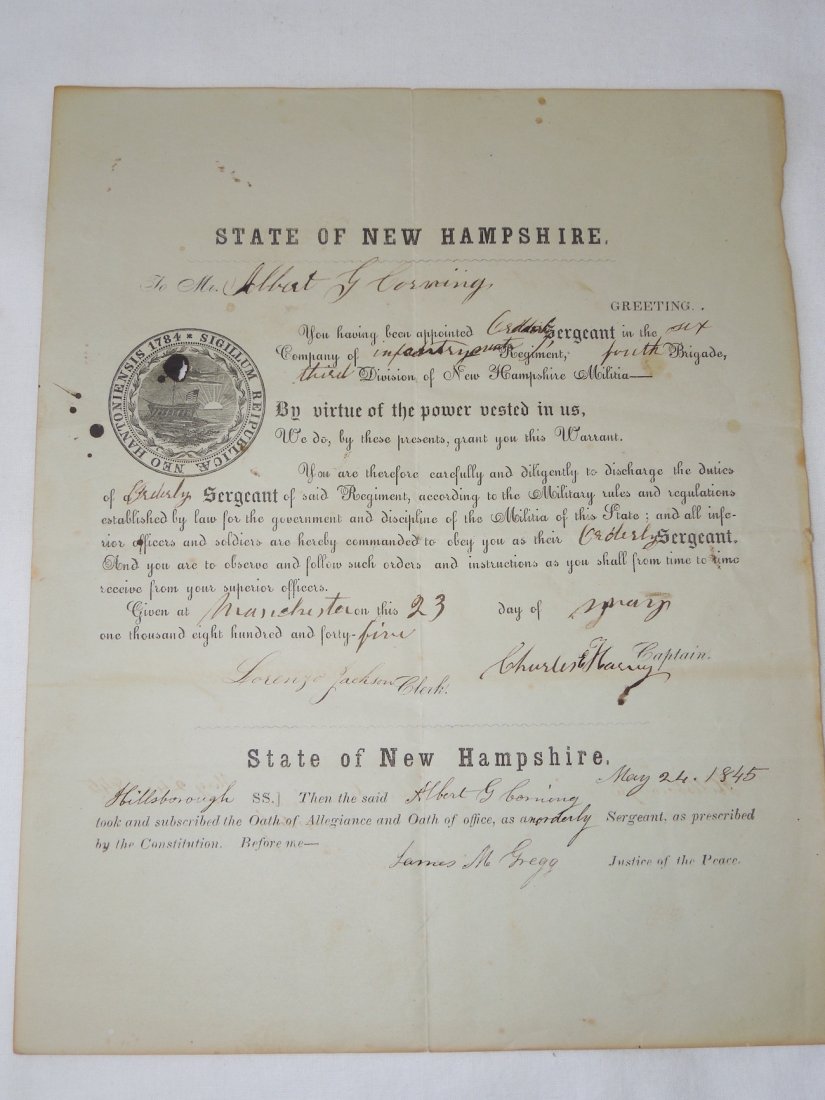 STATE OF NEW HAMPSHIRE.
To Mr. Albert G Corning
GREETING.
SIGILLUM REIPUBLICÆ NEO HANTONIENSIS 1784 *
You having been appointed Orderly Sergeant in the
Company of infantry Regiment, fouth Brigade,
third Division of New Hampshire Militia—
By virtue of the power vested in us,
We do, by these presents, grant you this Warrant.
You are therefore carefully and diligently to discharge the duties
of Orderly Sergeant of said Regiment, according to the Military rules and regulations
established by law for the government and discipline of the Militia of this State; and all infe-
rior officers and soldiers are hereby commanded to obey you as their Orderly Sergeant.
And you are to observe and follow such orders and instructions as you shall from time to time
receive from your superior officers.
Given at Manchester on this 23 day of
one thousand eight hundred and forty-five
Captain.
Lorenzo Jackson Clerk.
State of New Hampshire.
May 24. 1845
Hillsborough SS.] Then the said Albert G Corning
took and subscribed the Oath of Allegiance and Oath of office, as an orderly Sergeant, as prescribed
by the Constitution. Before me—
James M Gregg Justice of the Peace.